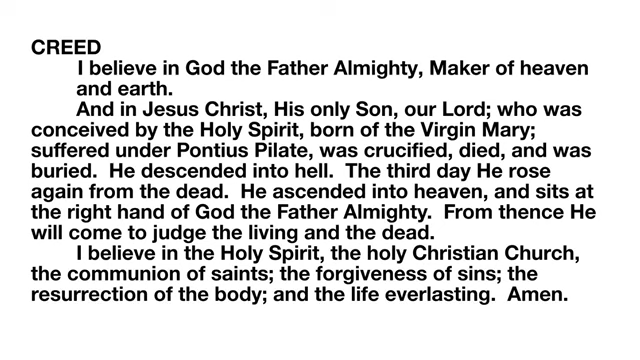 CREED
I believe in God the Father Almighty, Maker of heaven
and earth.
And in Jesus Christ, His only Son, our Lord; who was
conceived by the Holy Spirit, born of the Virgin Mary;
suffered under Pontius Pilate, was crucified, died, and was
buried.  He descended into hell.  The third day He rose
again from the dead.  He ascended into heaven, and sits at
the right hand of God the Father Almighty.  From thence He
will come to judge the living and the dead.
I believe in the Holy Spirit, the holy Christian Church,
the communion of saints; the forgiveness of sins; the
resurrection of the body; and the life everlasting.  Amen.